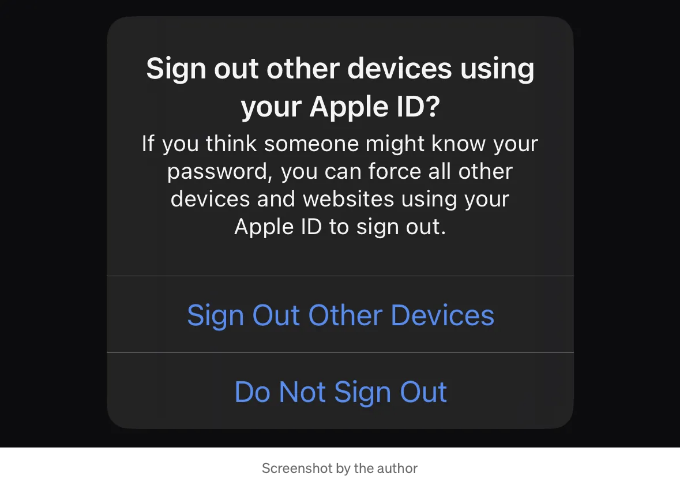 Sign out other devices using
your Apple ID?
If you think someone might know your
password, you can force all other
devices and websites using your
Apple ID to sign out.
Sign Out Other Devices
Do Not Sign Out
Screenshot by the author